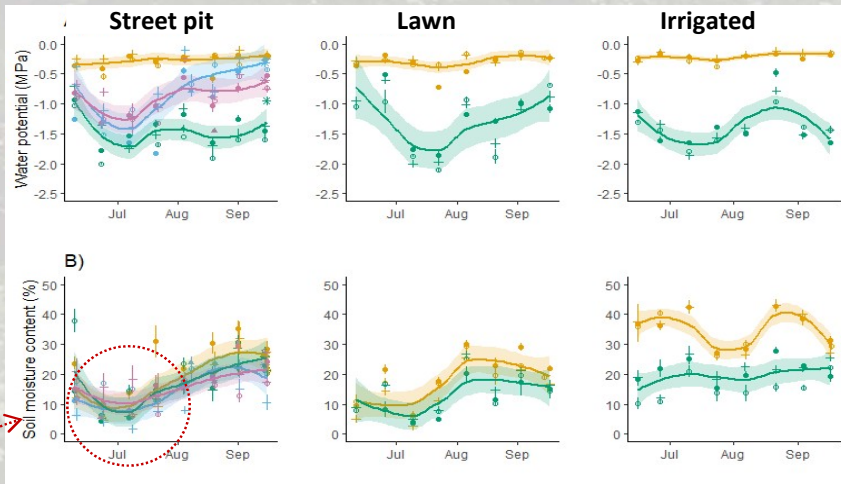 Street pit Lawn Irrigated
Water potential (MPa)
0.0 0.0 0.0
-0.5 -0.5 -0.5
-1.0 -1.0 -1.0
-1.5 -1.5 -1.5
-2.0 -2.0 -2.0
-2.5 -2.5 -2.5
Jul Aug Sep Jul Aug Sep Jul Aug Sep
B)
Soil moisture content (%)
50 50 50
40 40 40
30 30 30
20 20 20
10 10 10
0 0 0
Jul Aug Sep Jul Aug Sep Jul Aug Sep